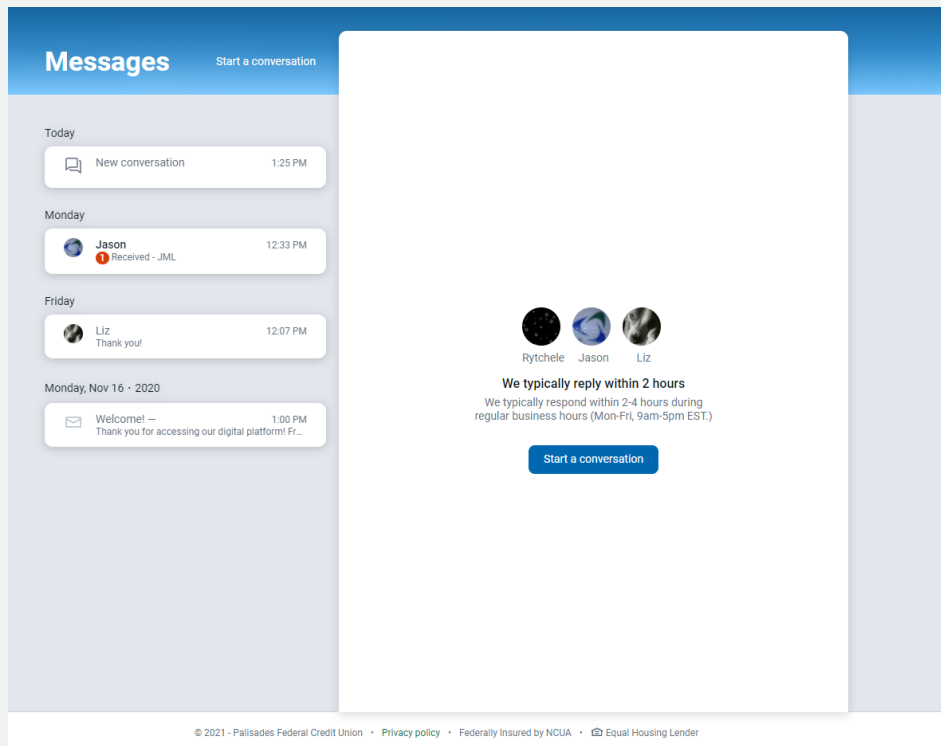 Messages
Start a conversation
Today
New conversation
1:25 PM
Monday
Jason
12:33 PM
1 Received - JML
Friday
Liz
12:07 PM
Thank you!
Monday, Nov 16 · 2020
Welcome! —
1:00 PM
Thank you for accessing our digital platform! Fr...
Rytchele Jason Liz
We typically reply within 2 hours
We typically respond within 2-4 hours during
regular business hours (Mon-Fri, 9am-5pm EST.)
Start a conversation
© 2021 - Palisades Federal Credit Union · Privacy policy · Federally Insured by NCUA · Equal Housing Lender